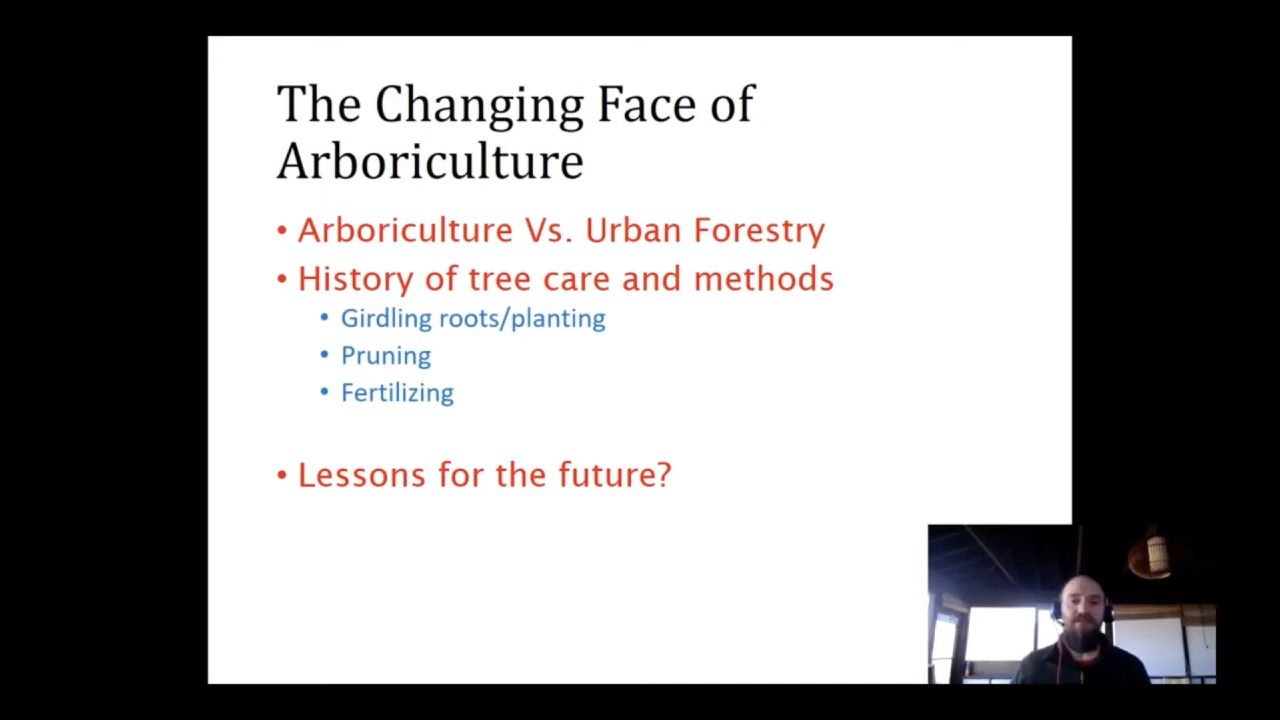 The Changing Face of
Arboriculture
• Arboriculture Vs. Urban Forestry
• History of tree care and methods
• Girdling roots/planting
• Pruning
• Fertilizing
• Lessons for the future?